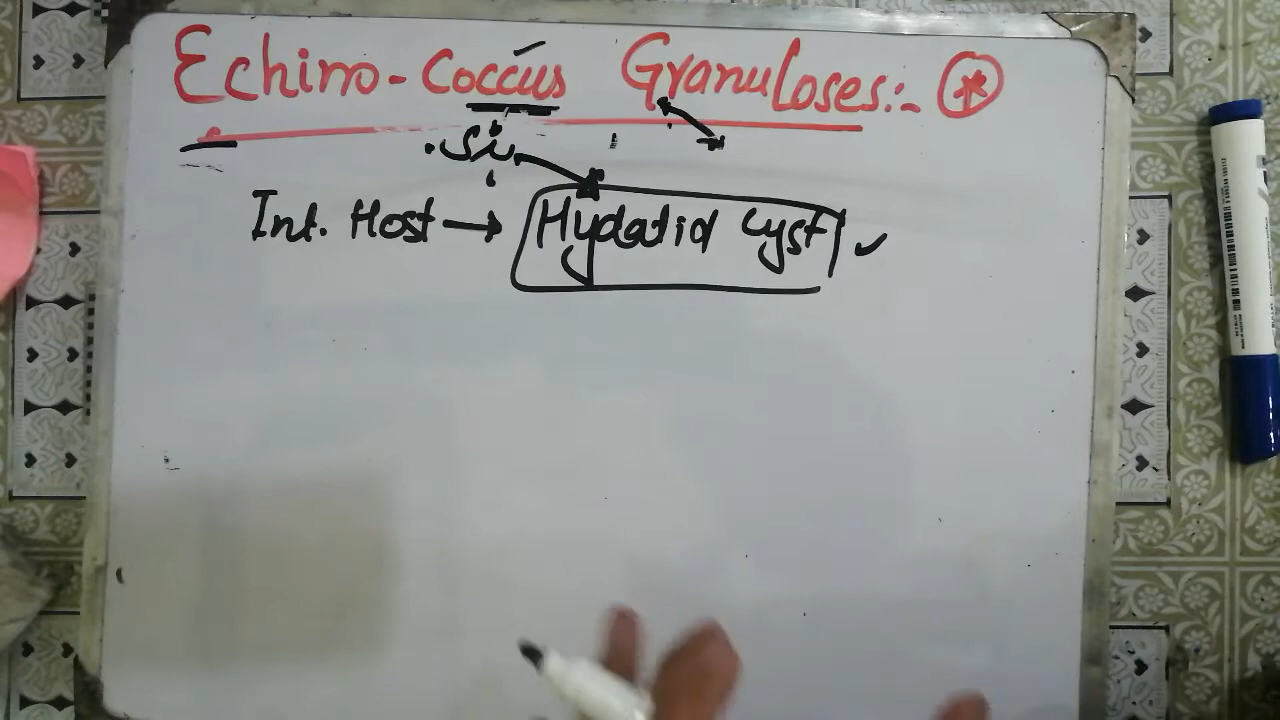 Echino-Coccus Granuloses:- *
Int. Host → Hydatid Cyst ✓